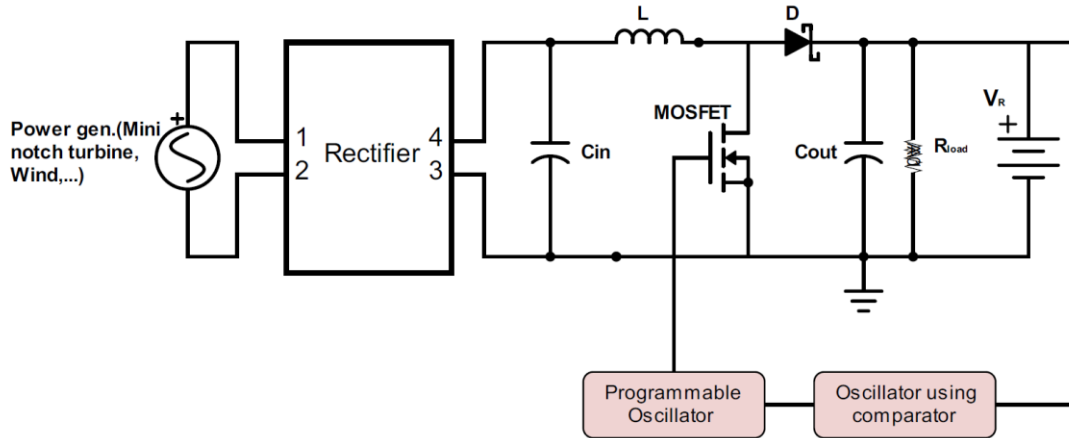 L
D
Power gen.(Mini
notch turbine,
Wind,...)
+
1
2
Rectifier
4
3
Cin
MOSFET
Cout
Rload
VR
+
Programmable
Oscillator
Oscillator using
comparator